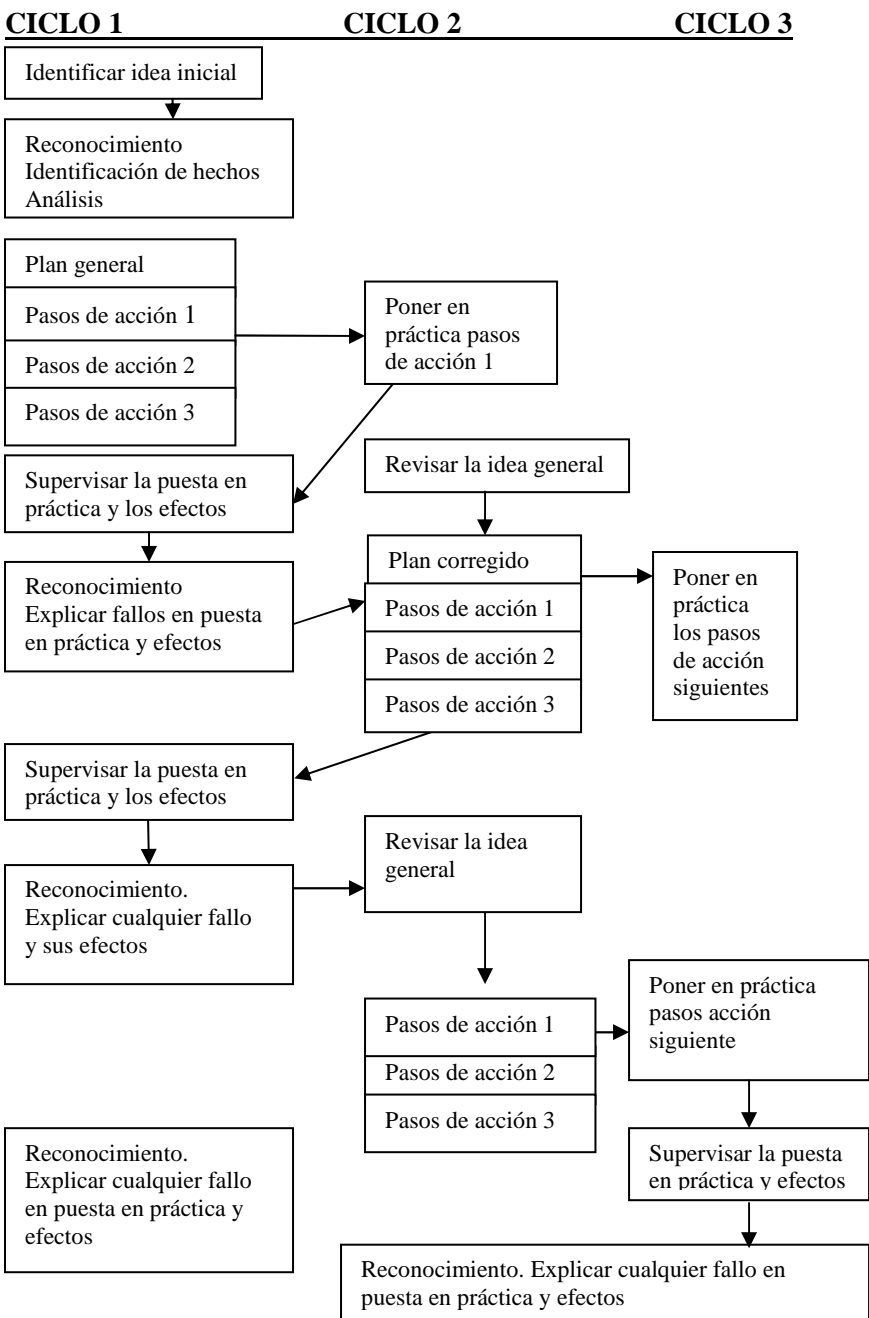 CICLO 1 CICLO 2 CICLO 3
Identificar idea inicial
Reconocimiento
Identificación de hechos
Análisis
Plan general
Pasos de acción 1
Pasos de acción 2
Pasos de acción 3
Poner en
práctica pasos
de acción 1
Supervisar la puesta en
práctica y los efectos
Revisar la idea general
Reconocimiento
Explicar fallos en puesta
en práctica y efectos
Plan corregido
Pasos de acción 1
Pasos de acción 2
Pasos de acción 3
Poner en
práctica
los pasos
de acción
siguientes
Supervisar la puesta en
práctica y los efectos
Reconocimiento.
Explicar cualquier fallo
y sus efectos
Revisar la idea
general
Pasos de acción 1
Pasos de acción 2
Pasos de acción 3
Poner en práctica
pasos acción
siguiente
Supervisar la puesta
en práctica y efectos
Reconocimiento.
Explicar cualquier fallo
en puesta en práctica y
efectos
Reconocimiento. Explicar cualquier fallo en
puesta en práctica y efectos